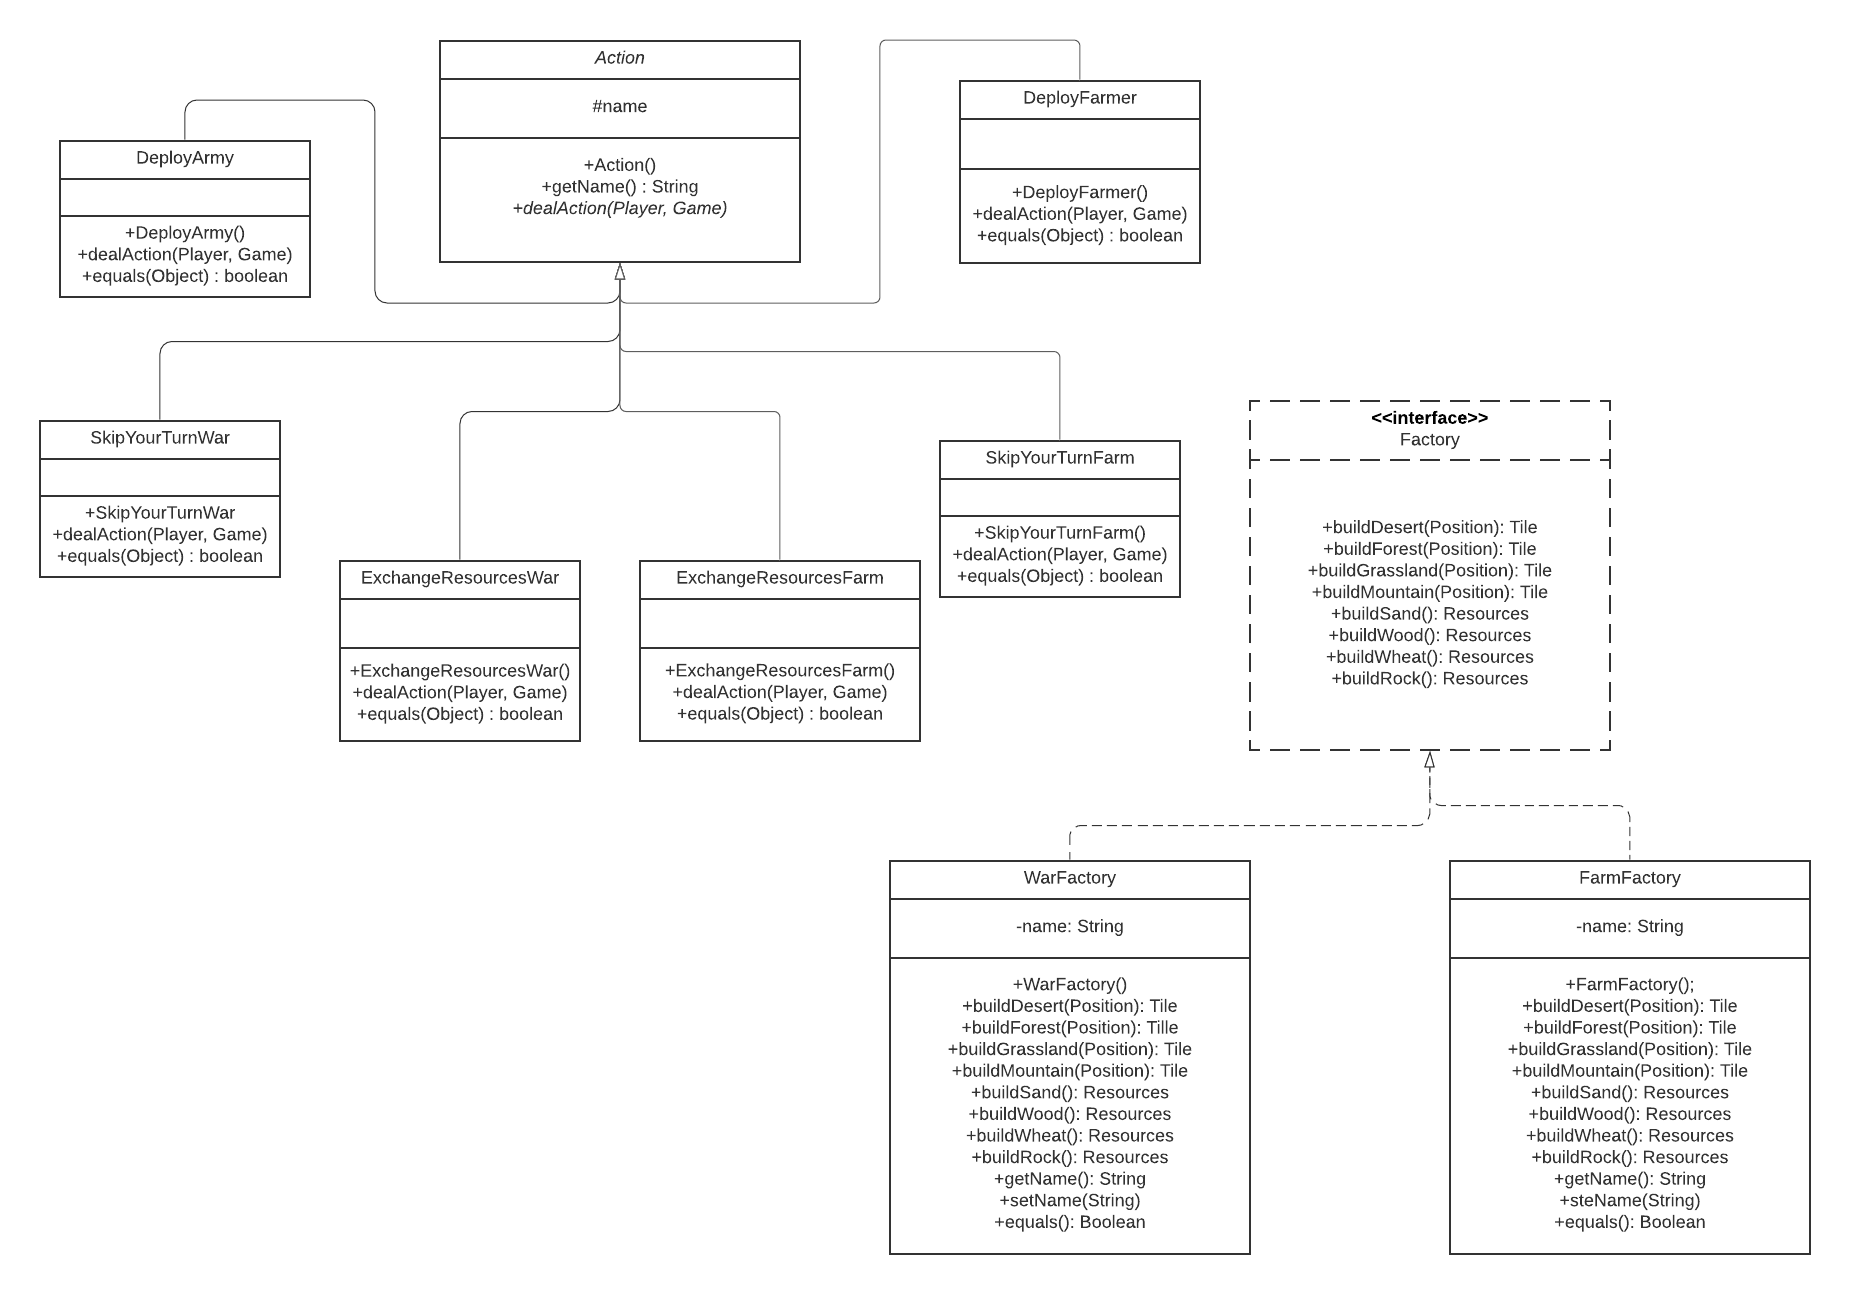 Action
#name
+Action()
+getName() : String
+dealAction(Player, Game)
DeployFarmer
+DeployFarmer()
+dealAction(Player, Game)
+equals(Object) : boolean
DeployArmy
+DeployArmy()
+dealAction(Player, Game)
+equals(Object) : boolean
SkipYourTurnWar
+SkipYourTurnWar
+dealAction(Player, Game)
+equals(Object) : boolean
ExchangeResourcesWar
+ExchangeResourcesWar()
+dealAction(Player, Game)
+equals(Object) : boolean
ExchangeResourcesFarm
+ExchangeResourcesFarm()
+dealAction(Player, Game)
+equals(Object) : boolean
SkipYourTurnFarm
+SkipYourTurnFarm()
+dealAction(Player, Game)
+equals(Object) : boolean
<<interface>>
Factory
+buildDesert(Position): Tile
+buildForest(Position): Tile
+buildGrassland(Position): Tile
+buildMountain(Position): Tile
+buildSand(): Resources
+buildWood(): Resources
+buildWheat(): Resources
+buildRock(): Resources
WarFactory
-name: String
+WarFactory()
+buildDesert(Position): Tile
+buildForest(Position): Tille
+buildGrassland(Position): Tile
+buildMountain(Position): Tile
+buildSand(): Resources
+buildWood(): Resources
+buildWheat(): Resources
+buildRock(): Resources
+getName(): String
+setName(String)
+equals(): Boolean
FarmFactory
-name: String
+FarmFactory();
+buildDesert(Position): Tile
+buildForest(Position): Tile
+buildGrassland(Position): Tile
+buildMountain(Position): Tile
+buildSand(): Resources
+buildWood(): Resources
+buildWheat(): Resources
+buildRock(): Resources
+getName(): String
+steName(String)
+equals(): Boolean